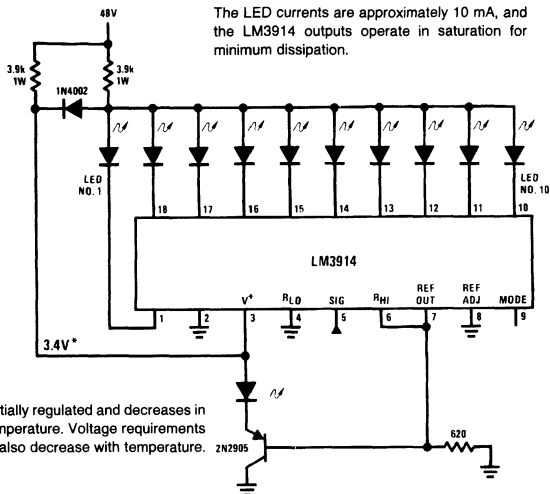 48V
The LED currents are approximately 10 mA, and
the LM3914 outputs operate in saturation for
minimum dissipation.
3.9k
1W
3.9k
1W
1N4002
LED
NO. 1
LED
NO. 10
18
17
16
15
14
13
12
11
10
LM3914
V+
RLO
SIG
RHI
REF
OUT
REF
ADJ
MODE
1
2
3
4
5
6
7
8
9
3.4V*
tially regulated and decreases in
nperature. Voltage requirements
also decrease with temperature.
2N2905
620